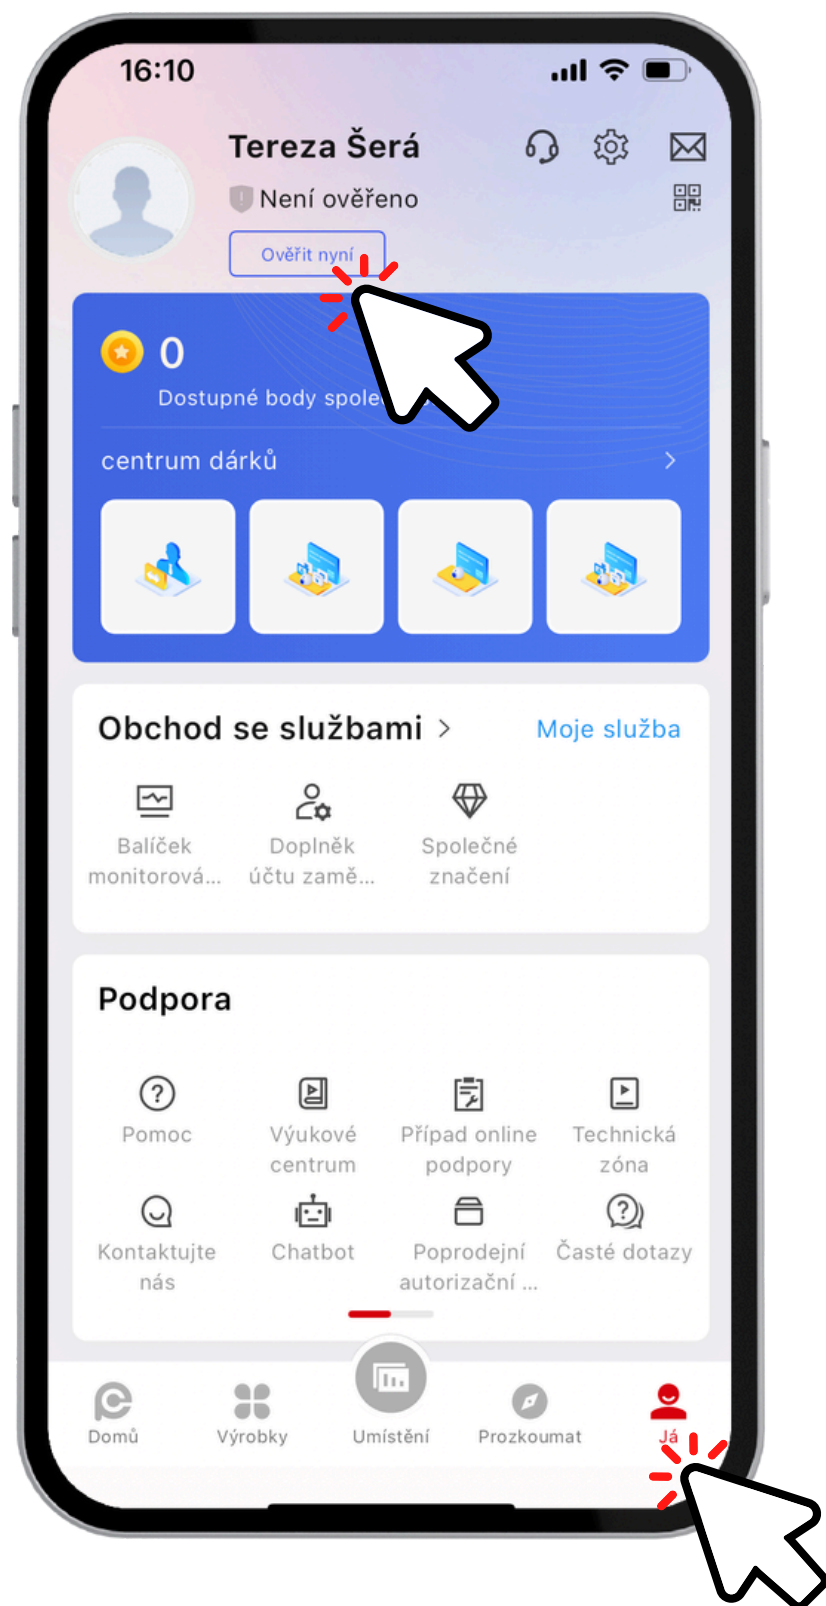 16:10
Tereza Šerá
Není ověřeno
Ověřit nyní
0
Dostupné body
centrum dárků
Obchod se službami >
Moje služba
Balíček
monitorová...
Doplněk
účtu zamě...
Společné
značení
Podpora
Pomoc
Výukové
centrum
Případ online
podpory
Technická
zóna
Kontaktujte
nás
Chatbot
Poprodejní
autorizační ...
Časté dotazy
Domů
Výrobky
Umístění
Prozkoumat
Já